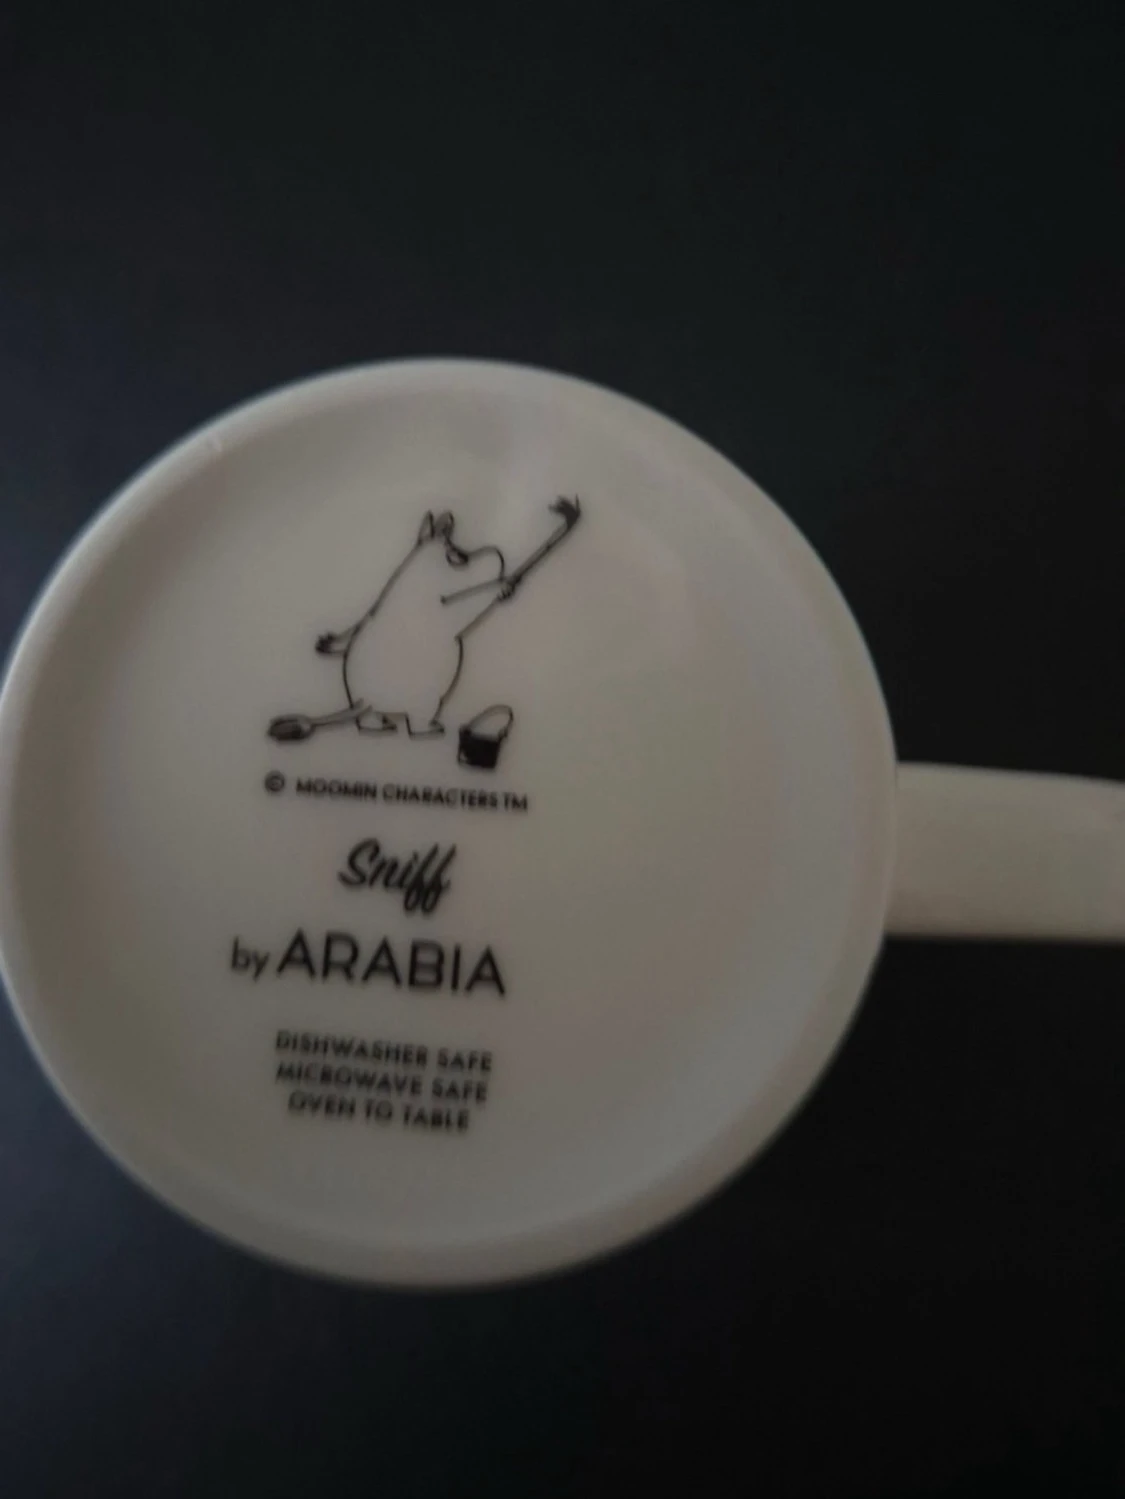 © MOOMIN CHARACTERS TM
Sniff
by ARABIA
DISHWASHER SAFE
MICROWAVE SAFE
OVEN TO TABLE